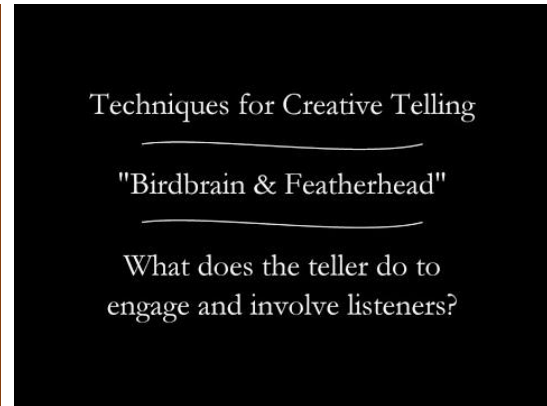 Techniques for Creative Telling
"Birdbrain & Featherhead"
What does the teller do to
engage and involve listeners?